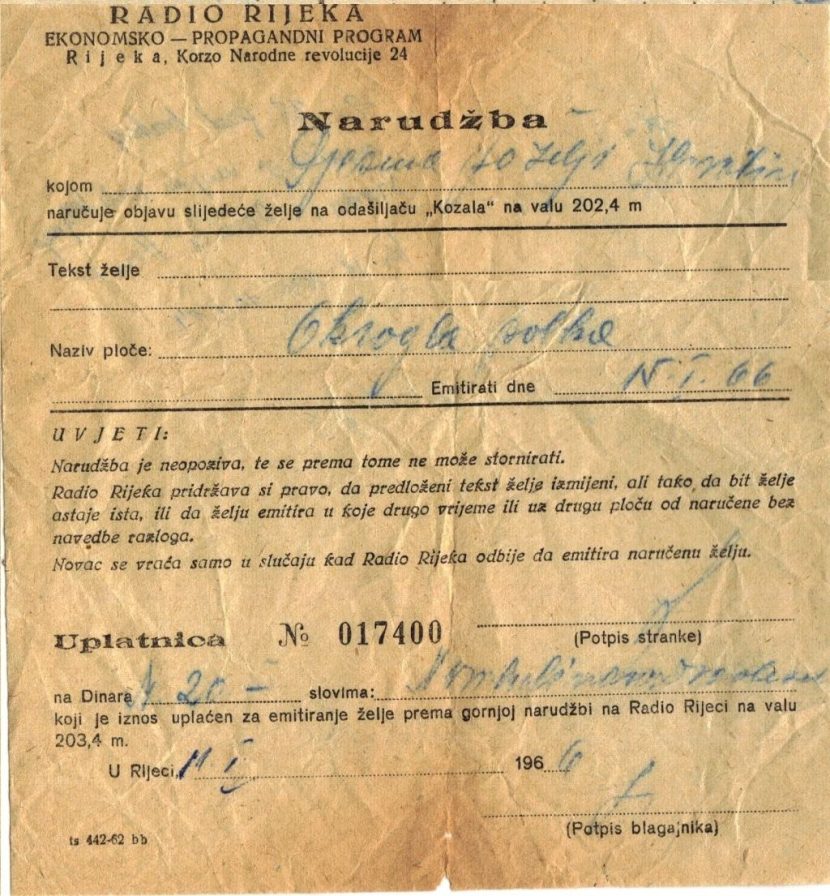 RADIO RIJEKA
EKONOMSKO — PROPAGANDNI PROGRAM
Rijeka, Korzo Narodne revolucije 24
Narudžba
kojom po želji
naručuje objavu slijedeće želje na odašiljaču „Kozala“ na valu 202,4 m
Tekst želje
Naziv ploče: Okrogla polka
Emitirati dne 15. I. 66
UVJETI:
Narudžba je neopoziva, te se prema tome ne može stornirati.
Radio Rijeka pridržava si pravo, da predloženi tekst želje izmijeni, ali tako da bit želje
astaje ista, ili da želju emitira u koje drugo vrijeme ili uz drugu ploču od naručene bez
navedbe razloga.
Novac se vraća samo u slučaju kad Radio Rijeka odbije da emitira naručenu želju.
Uplatnica № 017400
(Potpis stranke)
na Dinara 20 – slovima:
koji je iznos uplaćen za emitiranje želje prema gornjoj narudžbi na Radio Rijeci na valu
203,4 m.
U Rijeci, 11. I. 196 6
(Potpis blagajnika)
ts 442-62 bb